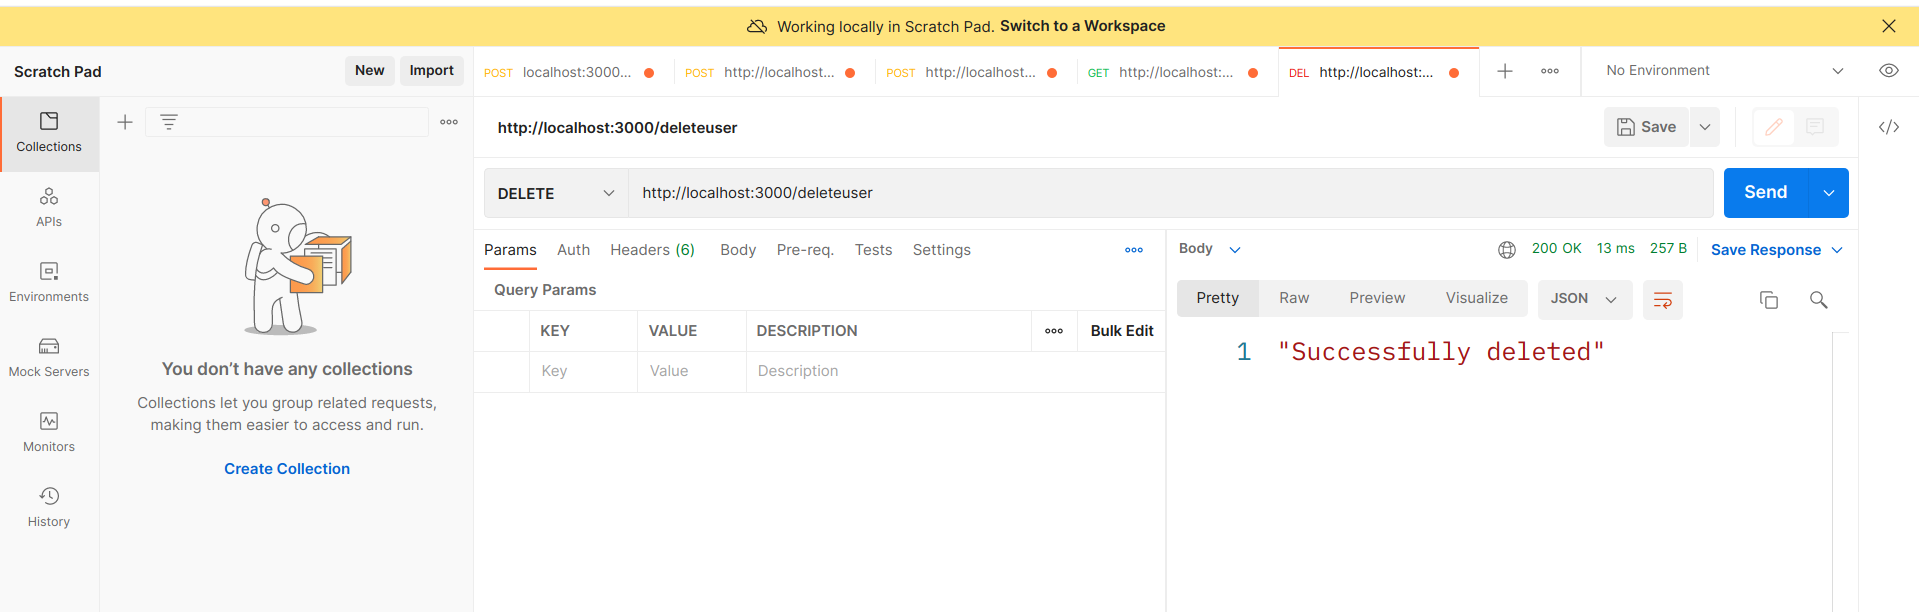 Working locally in Scratch Pad. Switch to a Workspace
Scratch Pad
New
Import
POST localhost:3000...
POST http://localhost...
POST http://localhost...
GET http://localhost:...
DEL http://localhost:...
No Environment
Collections
APIs
Environments
Mock Servers
Monitors
History
You don't have any collections
Collections let you group related requests,
making them easier to access and run.
Create Collection
http://localhost:3000/deleteuser
Save
DELETE
http://localhost:3000/deleteuser
Send
Params Auth Headers (6) Body Pre-req. Tests Settings
Query Params
KEY VALUE DESCRIPTION Bulk Edit
Key Value Description
Body
200 OK 13 ms 257 B Save Response
Pretty Raw Preview Visualize JSON
1 "Successfully deleted"